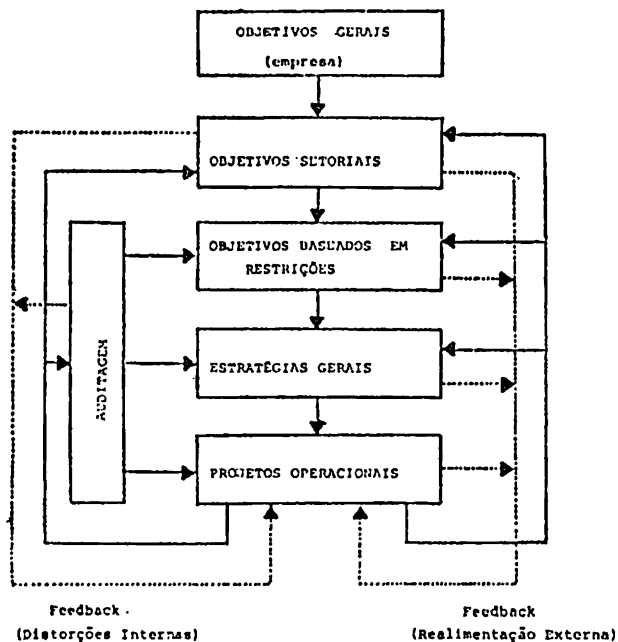 OBJETIVOS GERAIS
(empresa)
OBJETIVOS SETORIAIS
OBJETIVOS BASEADOS EM
RESTRIÇÕES
AUDITAGEM
ESTRATÉGIAS GERAIS
PROJETOS OPERACIONAIS
Feedback
(Distorções Internas)
Feedback
(Realimentação Externa)